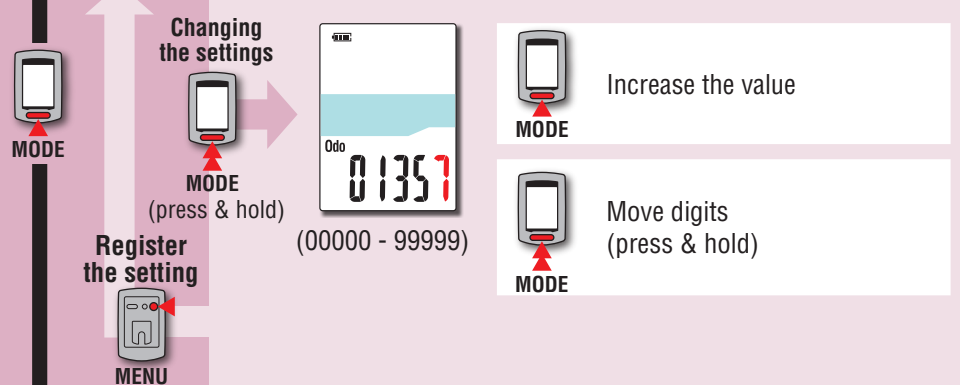 Changing
the settings
MODE
MODE
(press & hold)
Odo
01357
(00000 - 99999)
Register
the setting
MENU
MODE
Increase the value
MODE
Move digits
(press & hold)